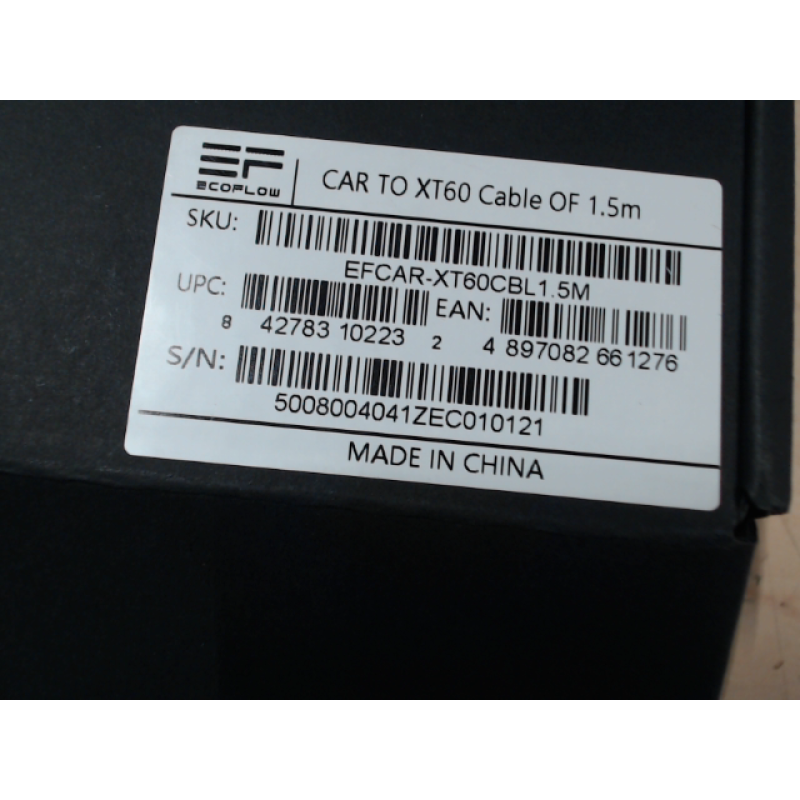 EF
ECOFLOW
CAR TO XT60 Cable OF 1.5m
SKU:
EFCAR-XT60CBL1.5M
UPC:
8 42783 10223 2
EAN:
4 897082 661276
S/N:
5008004041ZEC010121
MADE IN CHINA